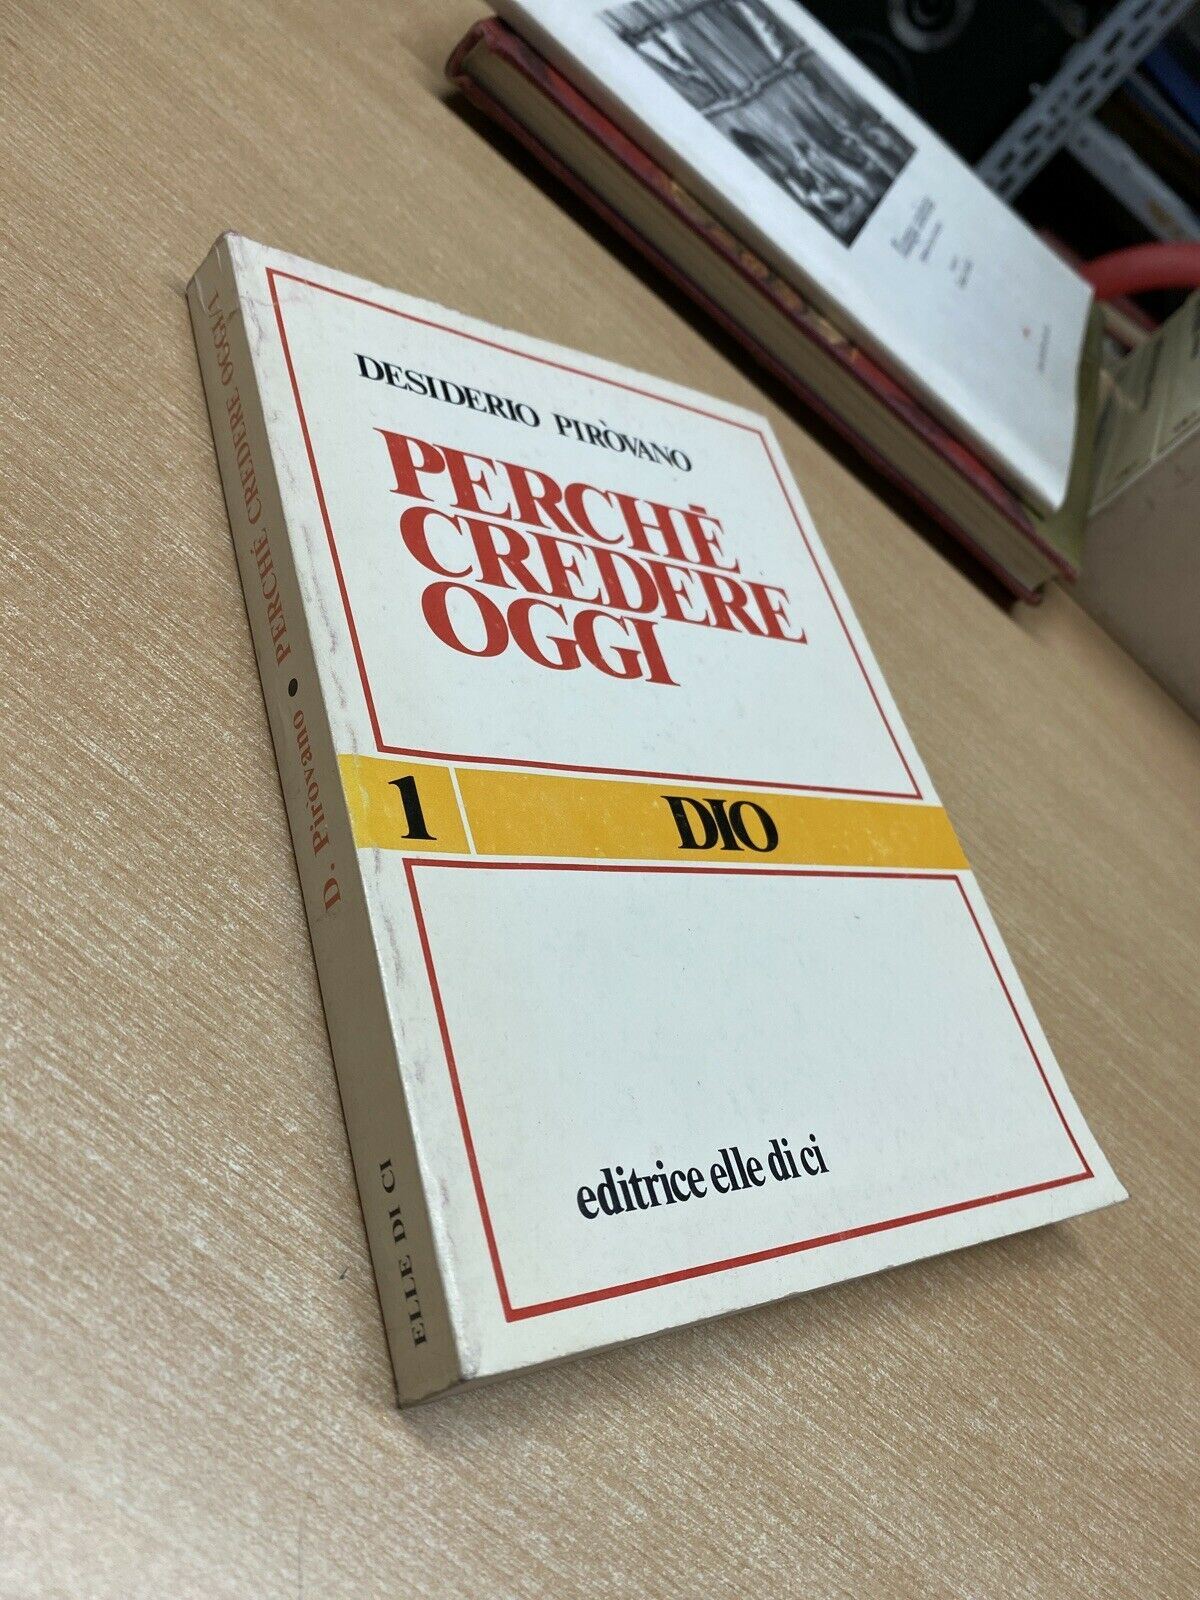 DESIDERIO PIRÒVANO
PERCHÉ
CREDERE
OGGI
1 DIO
editrice elle di ci
D. Piròvano • PERCHÉ CREDERE OGGI/1
ELLE DI CI